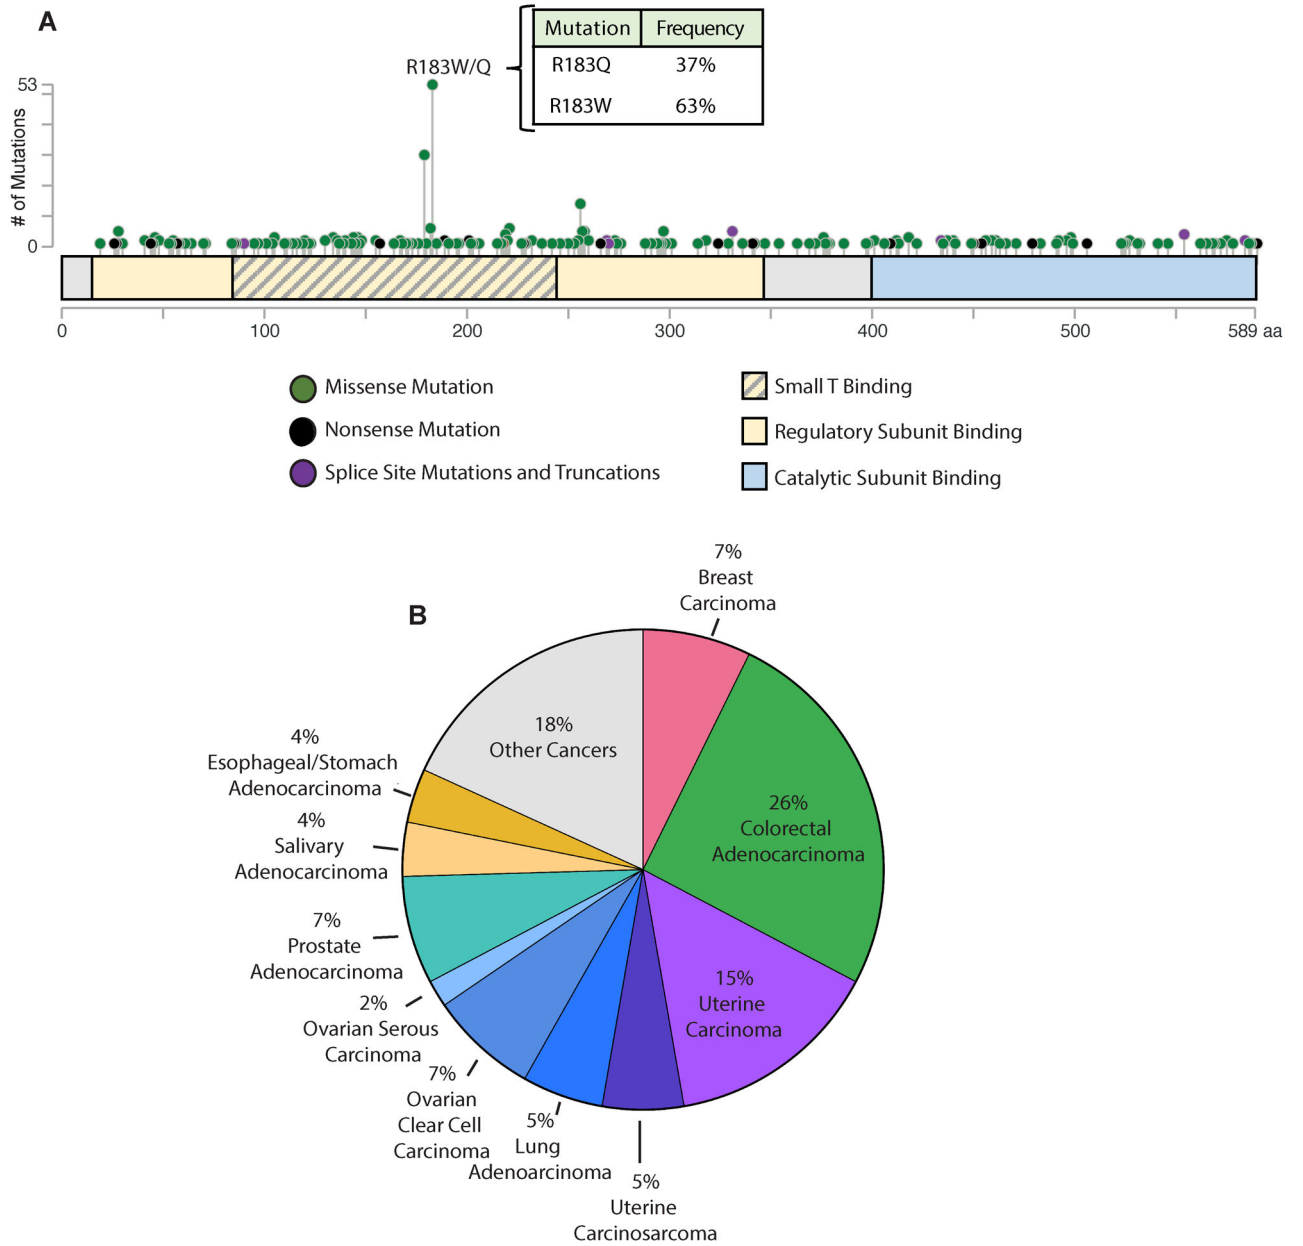 A
Mutation Frequency
R183Q 37%
R183W 63%
R183W/Q
53
# of Mutations
0
0 100 200 300 400 500 589 aa
Missense Mutation
Nonsense Mutation
Splice Site Mutations and Truncations
Small T Binding
Regulatory Subunit Binding
Catalytic Subunit Binding
B
7%
Breast
Carcinoma
26%
Colorectal
Adenocarcinoma
15%
Uterine
Carcinoma
5%
Uterine
Carcinosarcoma
5%
Lung
Adenoarcinoma
7%
Ovarian
Clear Cell
Carcinoma
2%
Ovarian Serous
Carcinoma
7%
Prostate
Adenocarcinoma
4%
Salivary
Adenocarcinoma
4%
Esophageal/Stomach
Adenocarcinoma
18%
Other Cancers